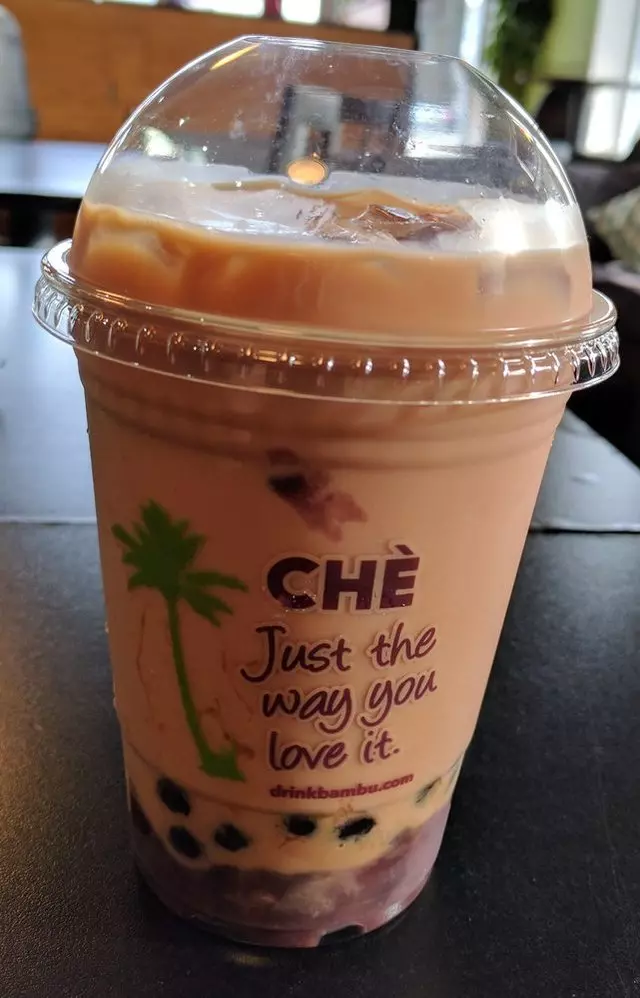 CHÈ
Just the
way you
love it.
drinkbambu.com